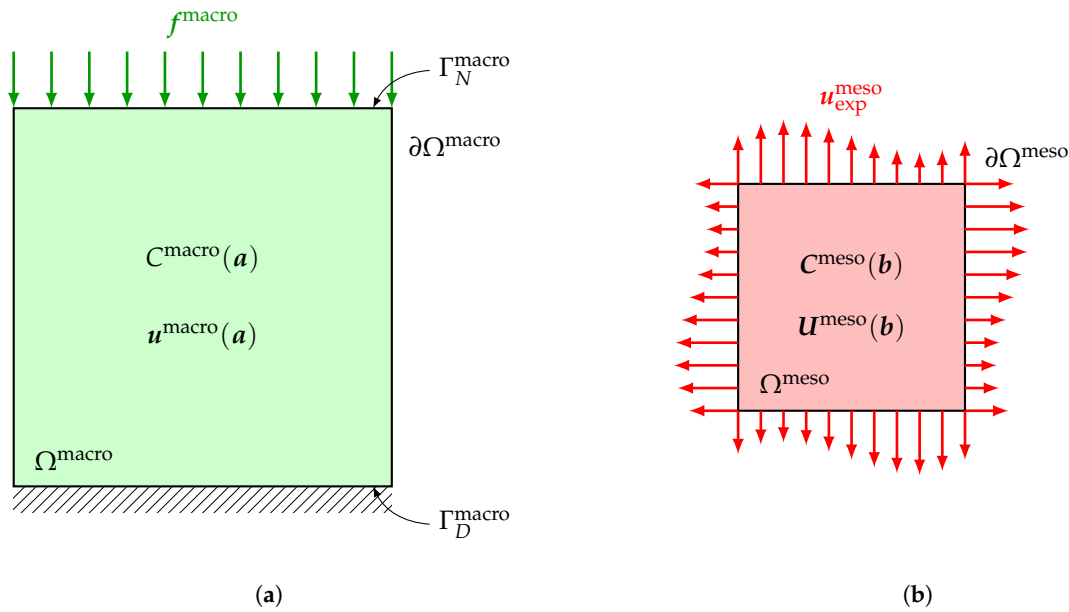 f^macro
Γ_N^macro
∂Ω^macro
C^macro(a)
u^macro(a)
Ω^macro
Γ_D^macro
(a)
u_exp^meso
∂Ω^meso
C^meso(b)
U^meso(b)
Ω^meso
(b)